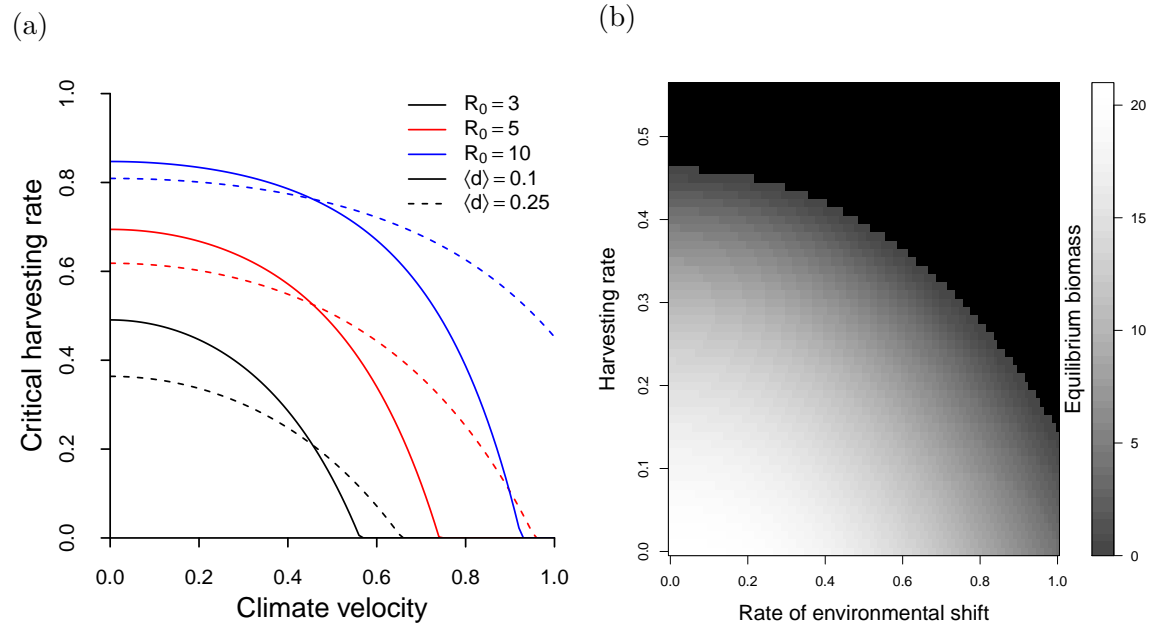 (a)
Critical harvesting rate
1.0
0.8
0.6
0.4
0.2
0.0
R₀ = 3
R₀ = 5
R₀ = 10
⟨d⟩ = 0.1
⟨d⟩ = 0.25
0.0 0.2 0.4 0.6 0.8 1.0
Climate velocity
(b)
Harvesting rate
0.5
0.4
0.3
0.2
0.1
0.0
0.0 0.2 0.4 0.6 0.8 1.0
Rate of environmental shift
Equilibrium biomass
20
15
10
5
0